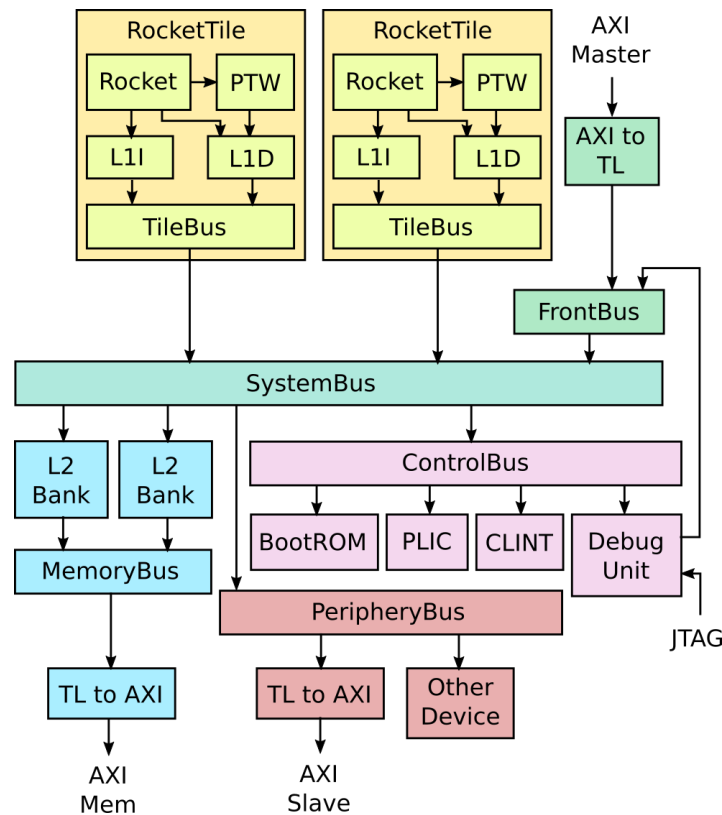 RocketTile
RocketTile
AXI
Master
Rocket
PTW
Rocket
PTW
L1I
L1D
L1I
L1D
AXI to
TL
TileBus
TileBus
FrontBus
SystemBus
L2
Bank
L2
Bank
ControlBus
BootROM
PLIC
CLINT
Debug
Unit
MemoryBus
PeripheryBus
JTAG
TL to AXI
TL to AXI
Other
Device
AXI
Mem
AXI
Slave